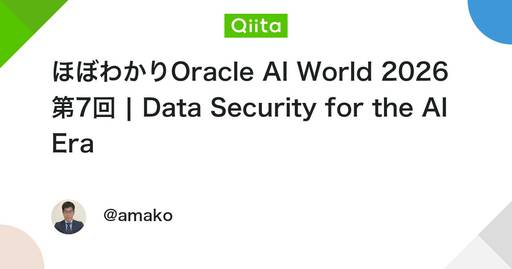 Qiita
ほぼわかりOracle AI World 2026
第7回 | Data Security for the AI
Era
@amako